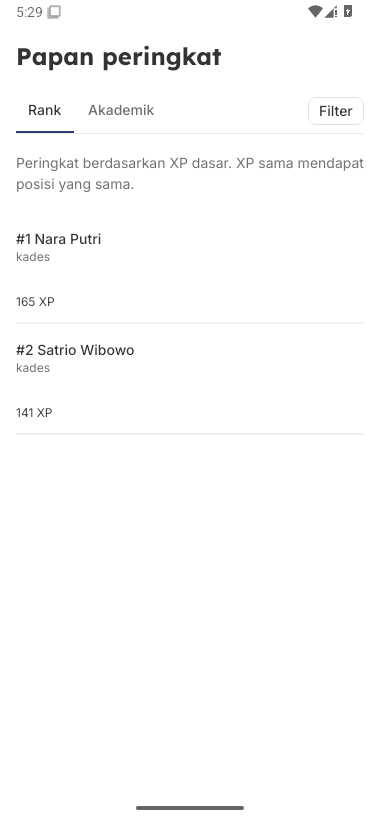 5:29
Papan peringkat
Rank
Akademik
Filter
Peringkat berdasarkan XP dasar. XP sama mendapat
posisi yang sama.
#1 Nara Putri
kades
165 XP
#2 Satrio Wibowo
kades
141 XP